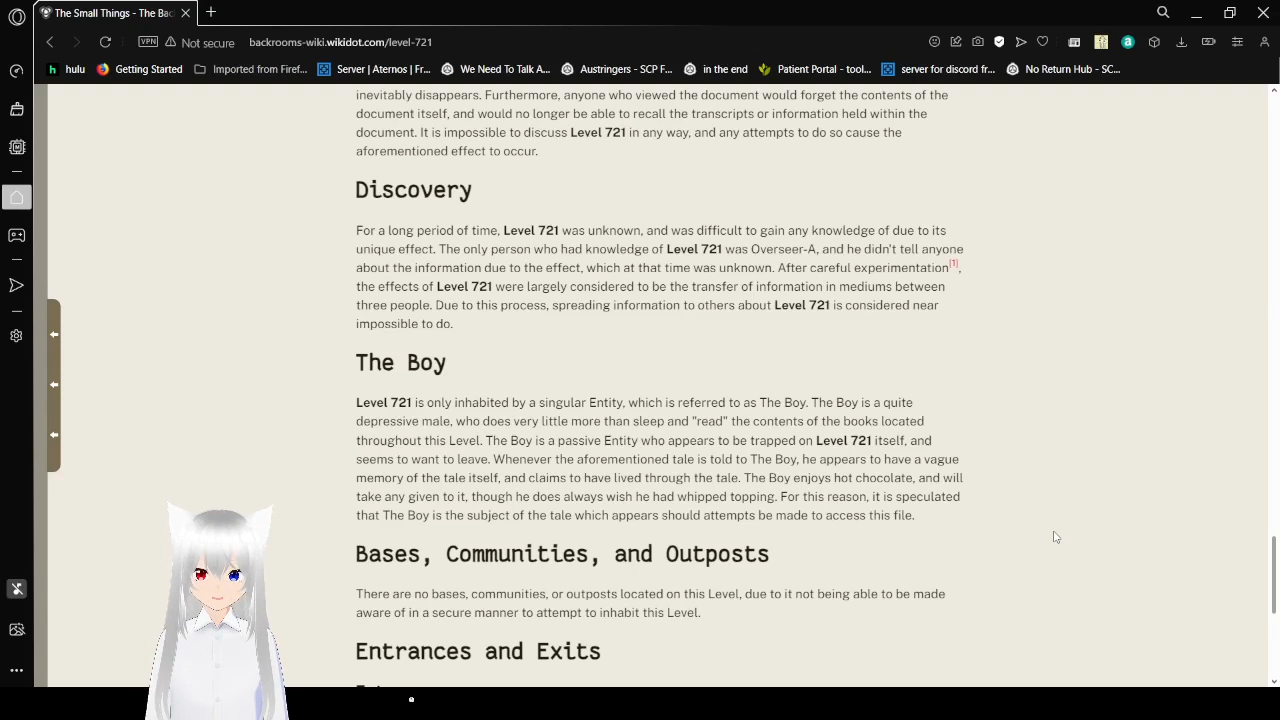 The Small Things - The Bac
Not secure
VPN
backrooms-wiki.wikidot.com/level-721
hulu
Getting Started
Imported from Firef...
Server | Aternos | Fr...
We Need To Talk A...
Austringers - SCP F...
in the end
Patient Portal - tool...
server for discord fr...
No Return Hub - SC...
inevitably disappears. Furthermore, anyone who viewed the document would forget the contents of the
document itself, and would no longer be able to recall the transcripts or information held within the
document. It is impossible to discuss Level 721 in any way, and any attempts to do so cause the
aforementioned effect to occur.
Discovery
For a long period of time, Level 721 was unknown, and was difficult to gain any knowledge of due to its
unique effect. The only person who had knowledge of Level 721 was Overseer-A, and he didn't tell anyone
about the information due to the effect, which at that time was unknown. After careful experimentation[1],
the effects of Level 721 were largely considered to be the transfer of information in mediums between
three people. Due to this process, spreading information to others about Level 721 is considered near
impossible to do.
The Boy
Level 721 is only inhabited by a singular Entity, which is referred to as The Boy. The Boy is a quite
depressive male, who does very little more than sleep and "read" the contents of the books located
throughout this Level. The Boy is a passive Entity who appears to be trapped on Level 721 itself, and
seems to want to leave. Whenever the aforementioned tale is told to The Boy, he appears to have a vague
memory of the tale itself, and claims to have lived through the tale. The Boy enjoys hot chocolate, and will
take any given to it, though he does always wish he had whipped topping. For this reason, it is speculated
that The Boy is the subject of the tale which appears should attempts be made to access this file.
Bases, Communities, and Outposts
There are no bases, communities, or outposts located on this Level, due to it not being able to be made
aware of in a secure manner to attempt to inhabit this Level.
Entrances and Exits